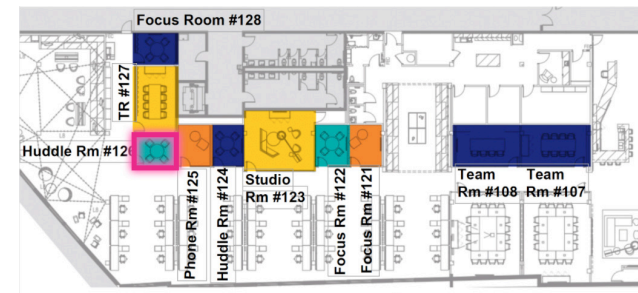 Focus Room #128
TR #127
Huddle Rm #126
Phone Rm #125
Huddle Rm #124
Studio
Rm #123
Focus Rm #122
Focus Rm #121
Team
Rm #108
Team
Rm #107